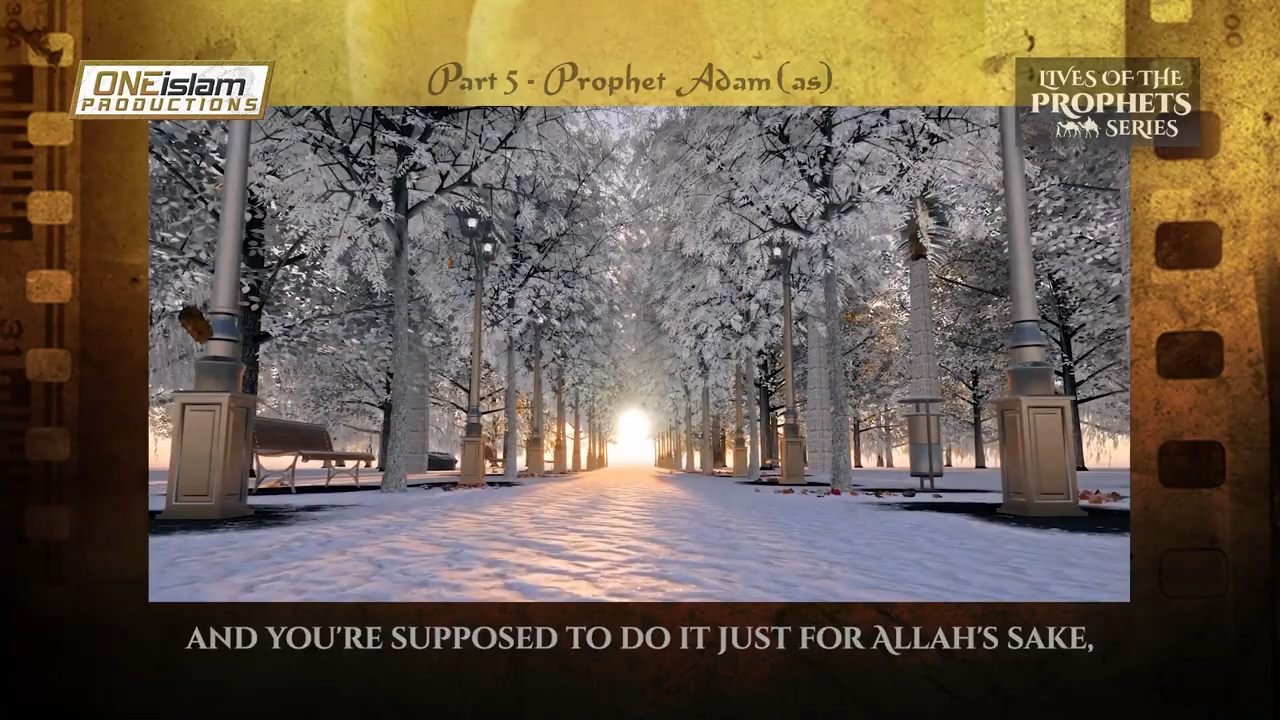 ONEislam
PRODUCTIONS
Part 5 - Prophet Adam (as)
LIVES OF THE
PROPHETS
SERIES
AND YOU'RE SUPPOSED TO DO IT JUST FOR ALLAH'S SAKE,